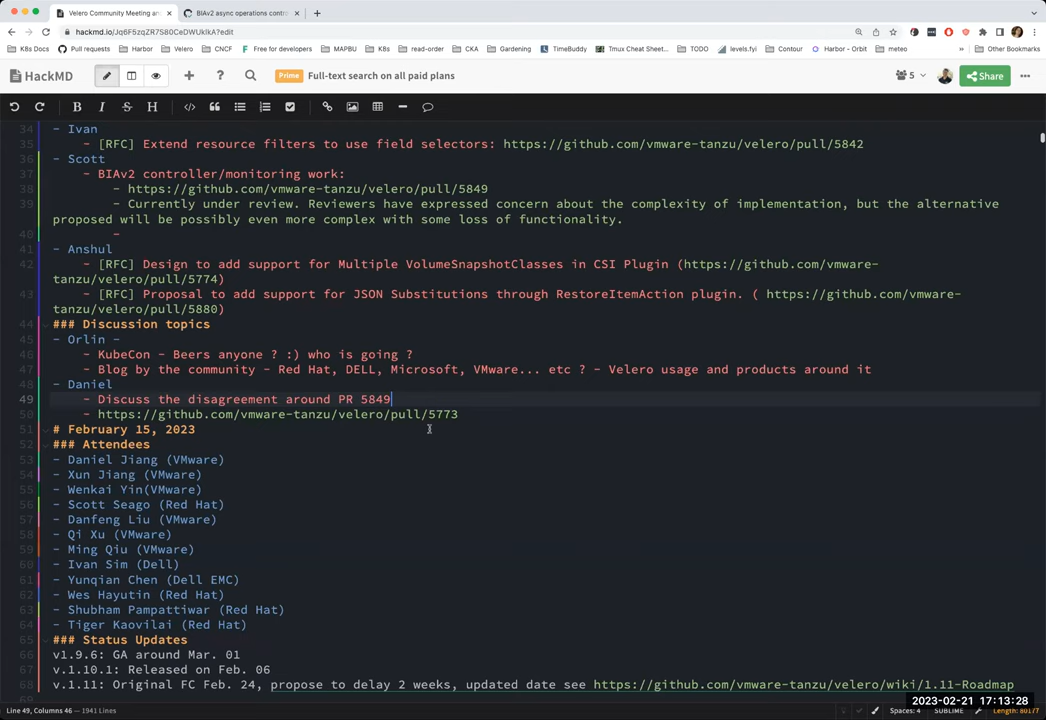 Velero Community Meeting an
BIAv2 async operations contro
hackmd.io/Jq6F5zqZR7S80CeDWUklkA?edit
K8s Docs
Pull requests
Harbor
Velero
CNCF
Free for developers
MAPBU
K8s
read-order
CKA
Gardening
TimeBuddy
Tmux Cheat Sheet...
TODO
levels.fyi
Contour
Harbor - Orbit
meteo
»
Other Bookmarks
HackMD
Prime Full-text search on all paid plans
5
Share
34 - Ivan
35 - [RFC] Extend resource filters to use field selectors: https://github.com/vmware-tanzu/velero/pull/5842
36 - Scott
37 - BIAv2 controller/monitoring work:
38 - https://github.com/vmware-tanzu/velero/pull/5849
39 - Currently under review. Reviewers have expressed concern about the complexity of implementation, but the alternative
proposed will be possibly even more complex with some loss of functionality.
40 -
41 - Anshul
42 - [RFC] Design to add support for Multiple VolumeSnapshotClasses in CSI Plugin (https://github.com/vmware-
tanzu/velero/pull/5774)
43 - [RFC] Proposal to add support for JSON Substitutions through RestoreItemAction plugin. ( https://github.com/vmware-
tanzu/velero/pull/5880)
44 ### Discussion topics
45 - Orlin -
46 - KubeCon - Beers anyone ? :) who is going ?
47 - Blog by the community - Red Hat, DELL, Microsoft, VMware... etc ? - Velero usage and products around it
48 - Daniel
49 - Discuss the disagreement around PR 5849
50 - https://github.com/vmware-tanzu/velero/pull/5773
51 # February 15, 2023
52 ### Attendees
53 - Daniel Jiang (VMware)
54 - Xun Jiang (VMware)
55 - Wenkai Yin(VMware)
56 - Scott Seago (Red Hat)
57 - Danfeng Liu (VMware)
58 - Qi Xu (VMware)
59 - Ming Qiu (VMware)
60 - Ivan Sim (Dell)
61 - Yunqian Chen (Dell EMC)
62 - Wes Hayutin (Red Hat)
63 - Shubham Pampattiwar (Red Hat)
64 - Tiger Kaovilai (Red Hat)
65 ### Status Updates
66 v1.9.6: GA around Mar. 01
67 v.1.10.1: Released on Feb. 06
68 v.1.11: Original FC Feb. 24, propose to delay 2 weeks, updated date see https://github.com/vmware-tanzu/velero/wiki/1.11-Roadmap
2023-02-21 17:13:28
Line 49, Columns 46 — 1941 Lines
Spaces: 4
SUBLIME
Length: 80177